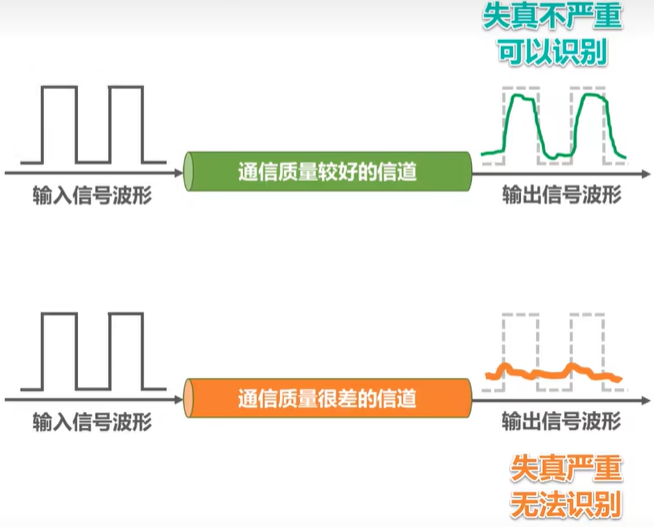 失真不严重
可以识别
通信质量较好的信道
输入信号波形
输出信号波形
通信质量很差的信道
输入信号波形
输出信号波形
失真严重
无法识别